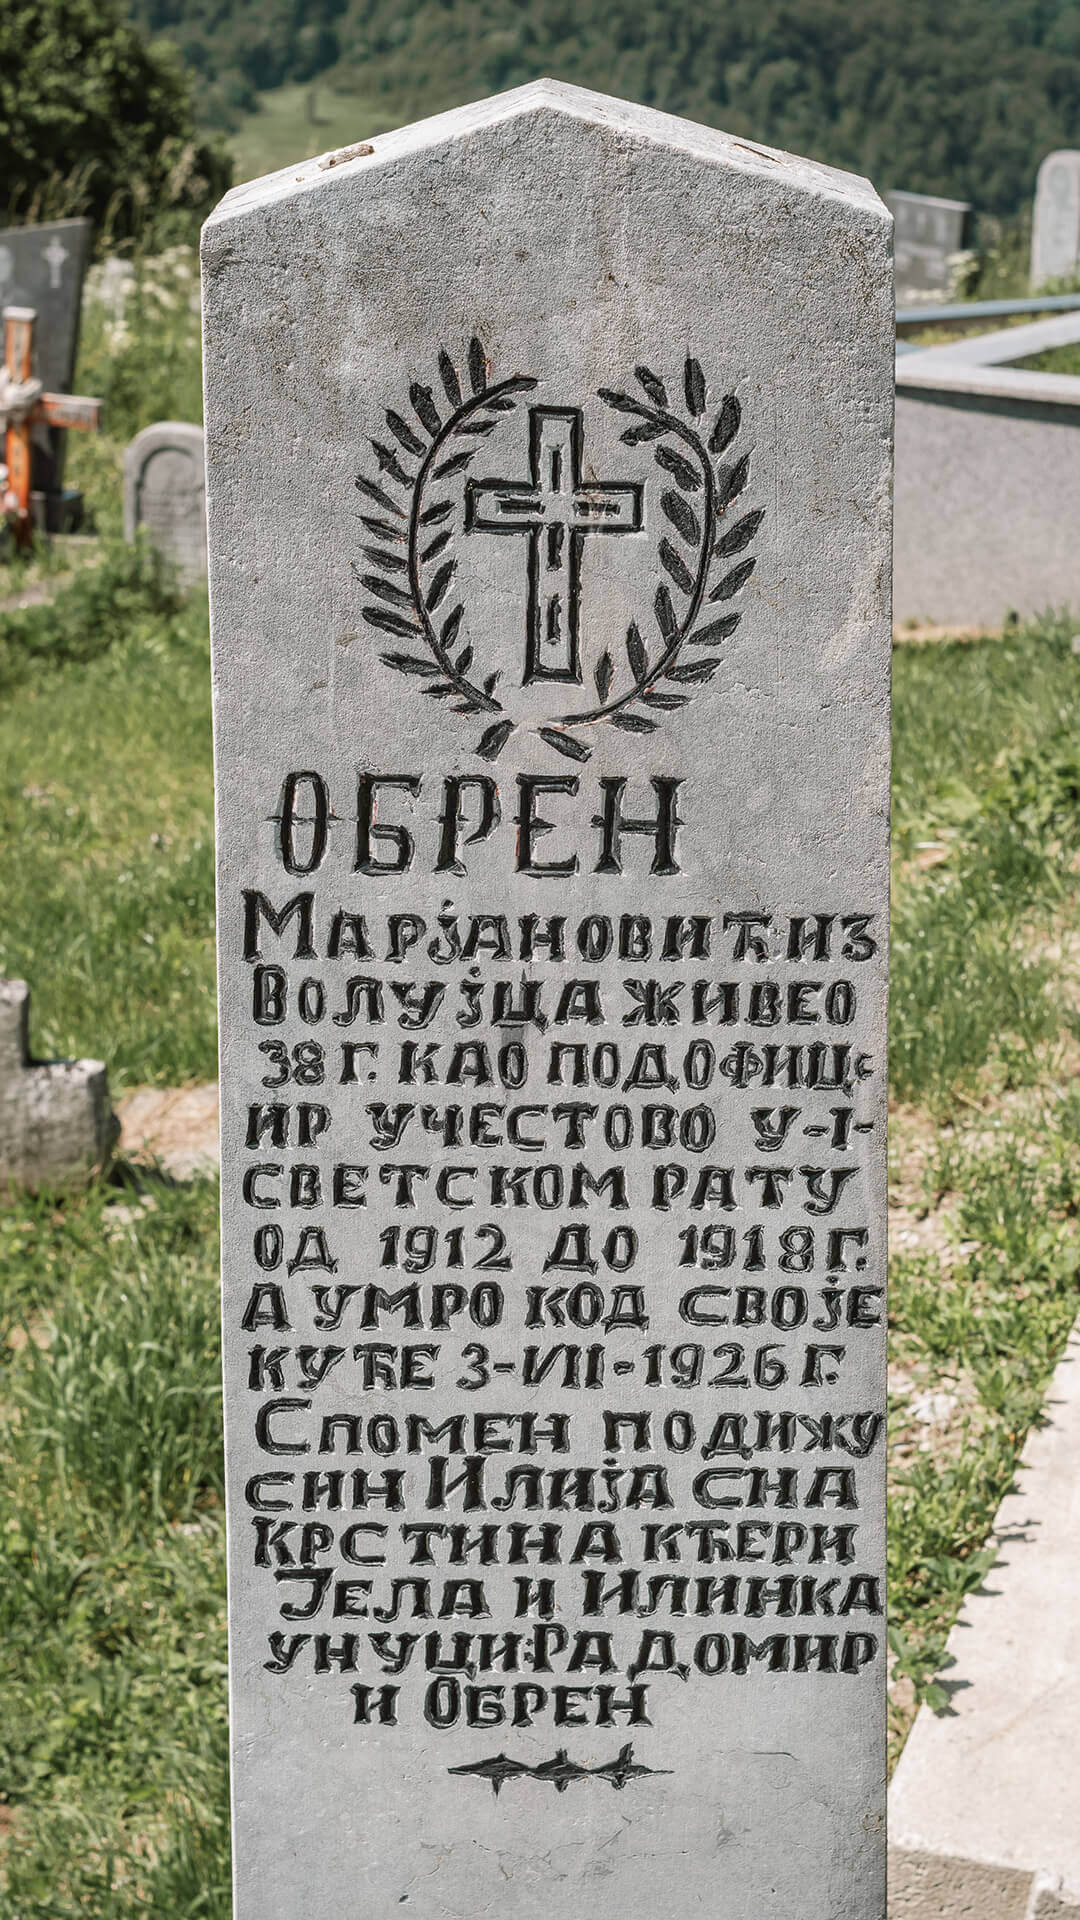 ОБРЕН
МАРЈАНОВИЋ ИЗ
ВОЛУЈЦА ЖИВЕО
38 Г. КАО ПОДОФИЦ
ИР УЧЕСТОВО У-I-
СВЕТСКОМ РАТУ
ОД 1912 ДО 1918 Г.
А УМРО КОД СВОЈЕ
КУЋЕ 3-VII-1926 Г.
СПОМЕН ПОДИЖУ
СИН ИЛИЈА СНА
КРСТИНА КЋЕРИ
ЈЕЛА И ИЛИНКА
УНУЦИ: РАДОМИР
И ОБРЕН